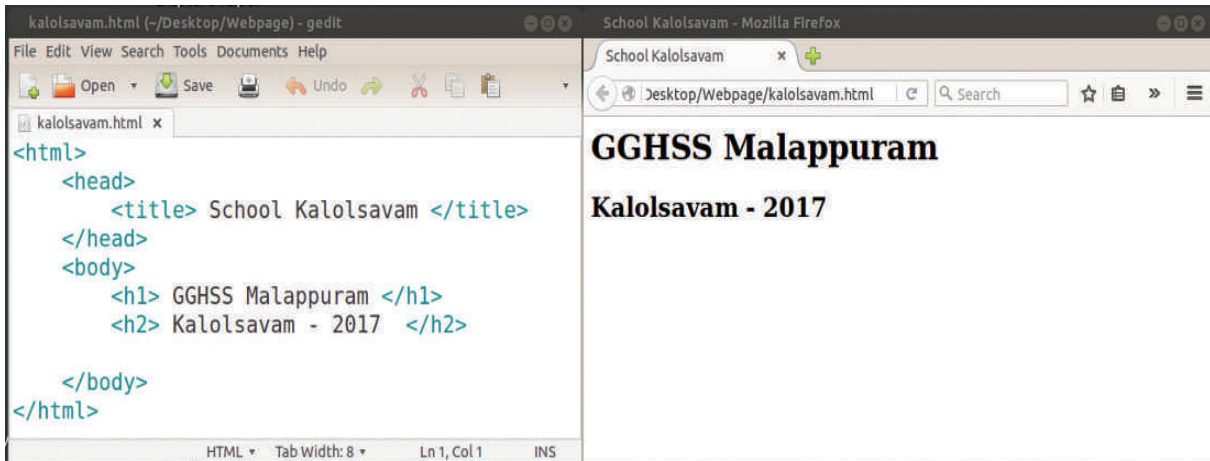 kalolsavam.html (~/Desktop/Webpage) - gedit
File Edit View Search Tools Documents Help
Open Save Undo
kalolsavam.html
<html>
<head>
<title> School Kalolsavam </title>
</head>
<body>
<h1> GGHSS Malappuram </h1>
<h2> Kalolsavam - 2017 </h2>
</body>
</html>
HTML Tab Width: 8 Ln 1, Col 1 INS
School Kalolsavam - Mozilla Firefox
School Kalolsavam
Desktop/Webpage/kalolsavam.html Search
GGHSS Malappuram
Kalolsavam - 2017